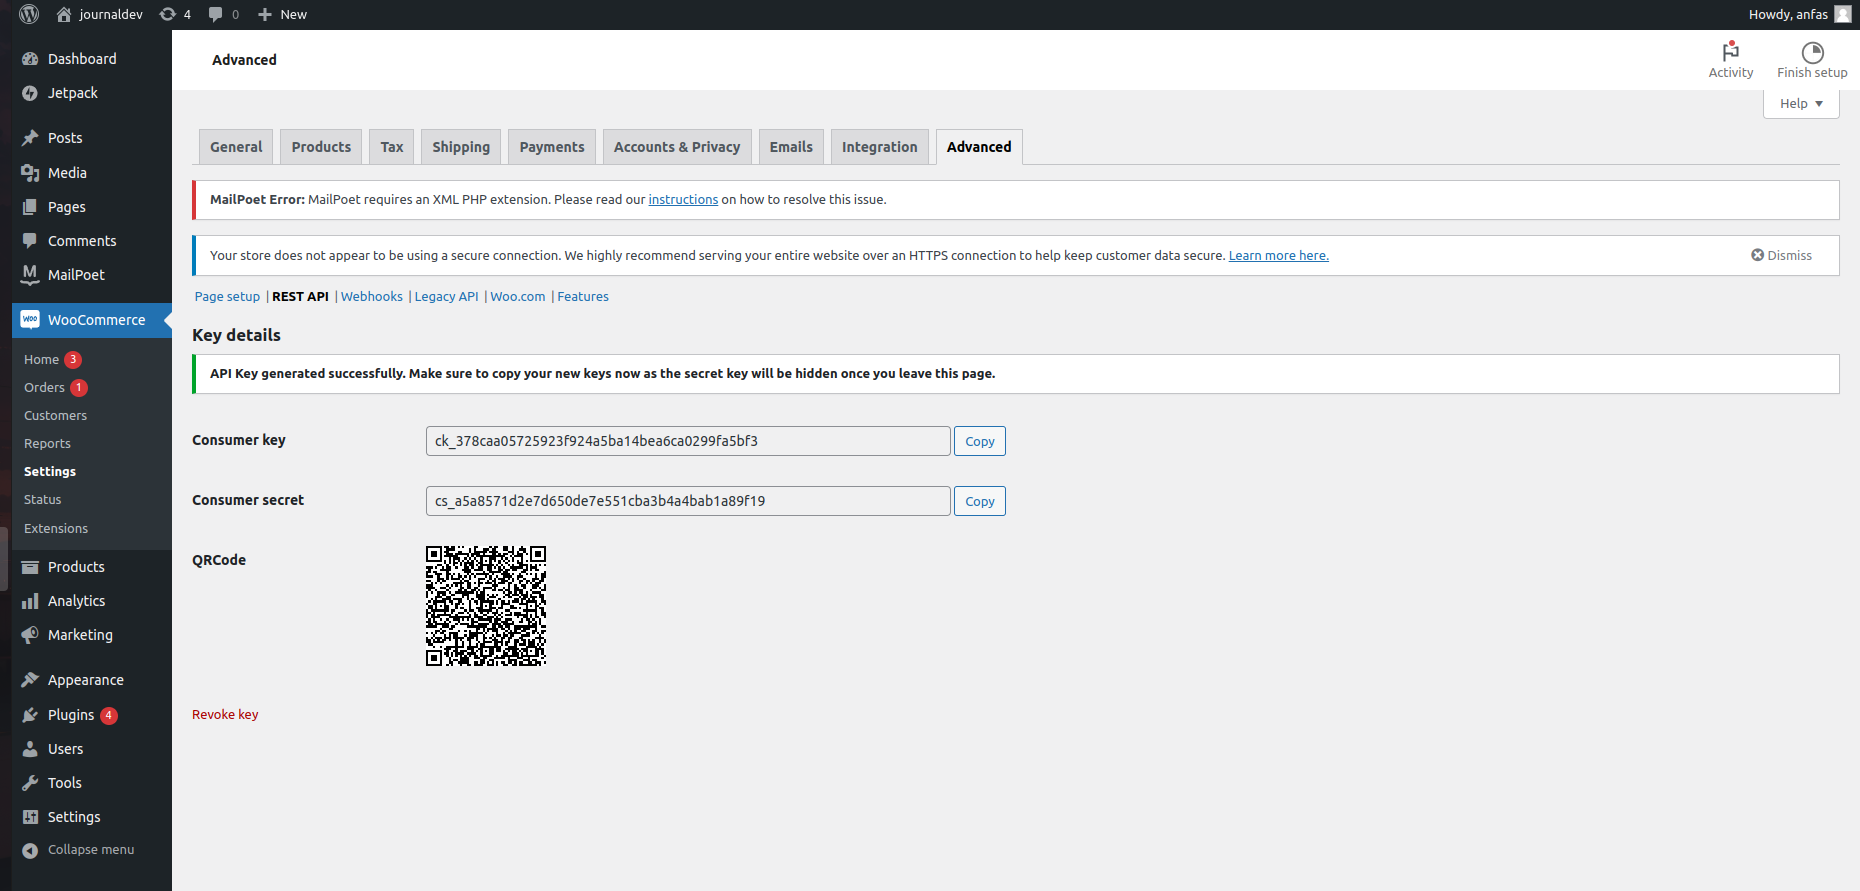 journaldev 4 0 New Howdy, anfas
Dashboard
Jetpack
Posts
Media
Pages
Comments
MailPoet
WooCommerce
Home 3
Orders 1
Customers
Reports
Settings
Status
Extensions
Products
Analytics
Marketing
Appearance
Plugins 4
Users
Tools
Settings
Collapse menu
Advanced
Activity Finish setup
Help
General Products Tax Shipping Payments Accounts & Privacy Emails Integration Advanced
MailPoet Error: MailPoet requires an XML PHP extension. Please read our instructions on how to resolve this issue.
Your store does not appear to be using a secure connection. We highly recommend serving your entire website over an HTTPS connection to help keep customer data secure. Learn more here. Dismiss
Page setup | REST API | Webhooks | Legacy API | Woo.com | Features
Key details
API Key generated successfully. Make sure to copy your new keys now as the secret key will be hidden once you leave this page.
Consumer key ck_378caa05725923f924a5ba14bea6ca0299fa5bf3 Copy
Consumer secret cs_a5a8571d2e7d650de7e551cba3b4a4bab1a89f19 Copy
QRCode
Revoke key